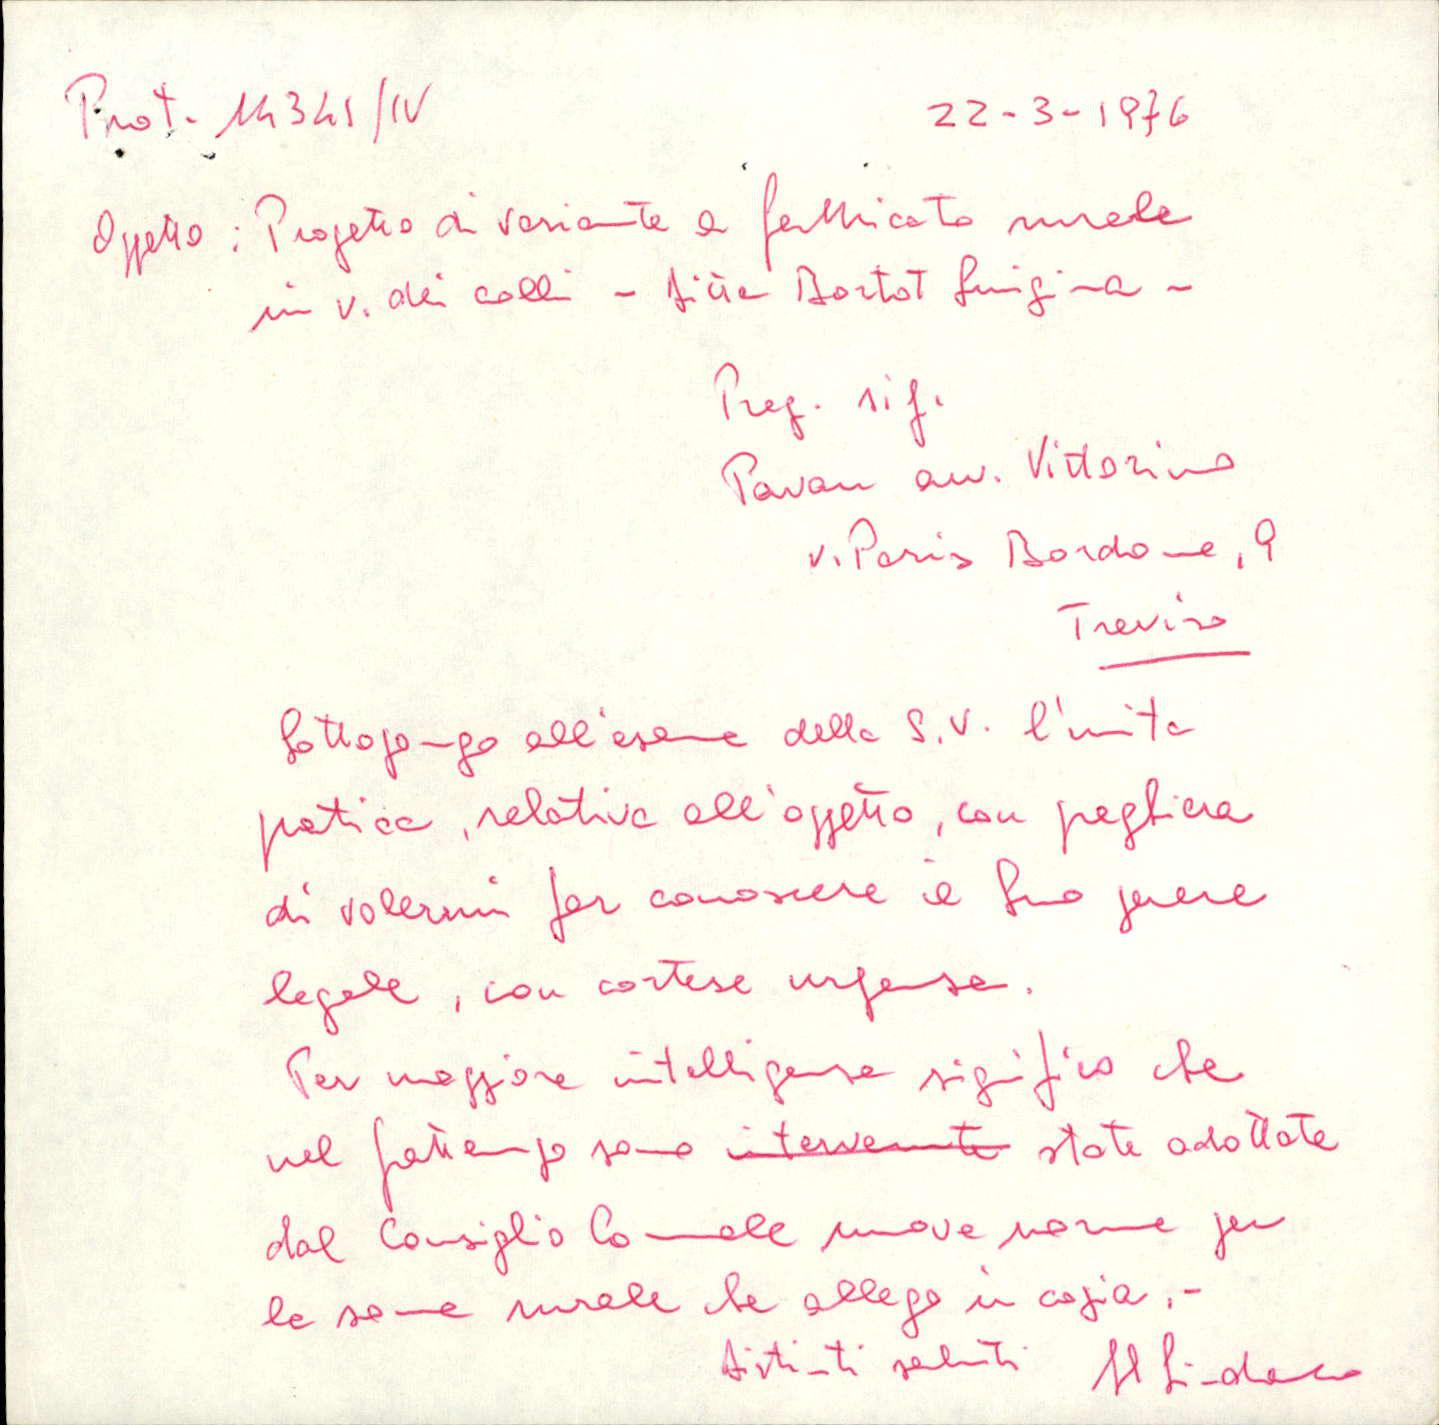 Prot. 14341/IV 22-3-1976
Oggetto: Progetto di variante a fabbricato rurale
in v. dei colli - ditta Bortot Luigina -
Preg. sig.
Pavan avv. Vittorino
v. Paris Bordone, 9
Treviso
Sottopongo all'esame della S.V. l'unita
pratica, relativa all'oggetto, con preghiera
di volermi far conoscere il Suo parere
legale, con cortese urgenza.
Per maggiore intelligenza significo che
nel frattempo sono intervenute state adottate
dal Consiglio Comunale nuove norme per
le zone rurale che allego in copia.-
Distinti saluti Il Sindaco